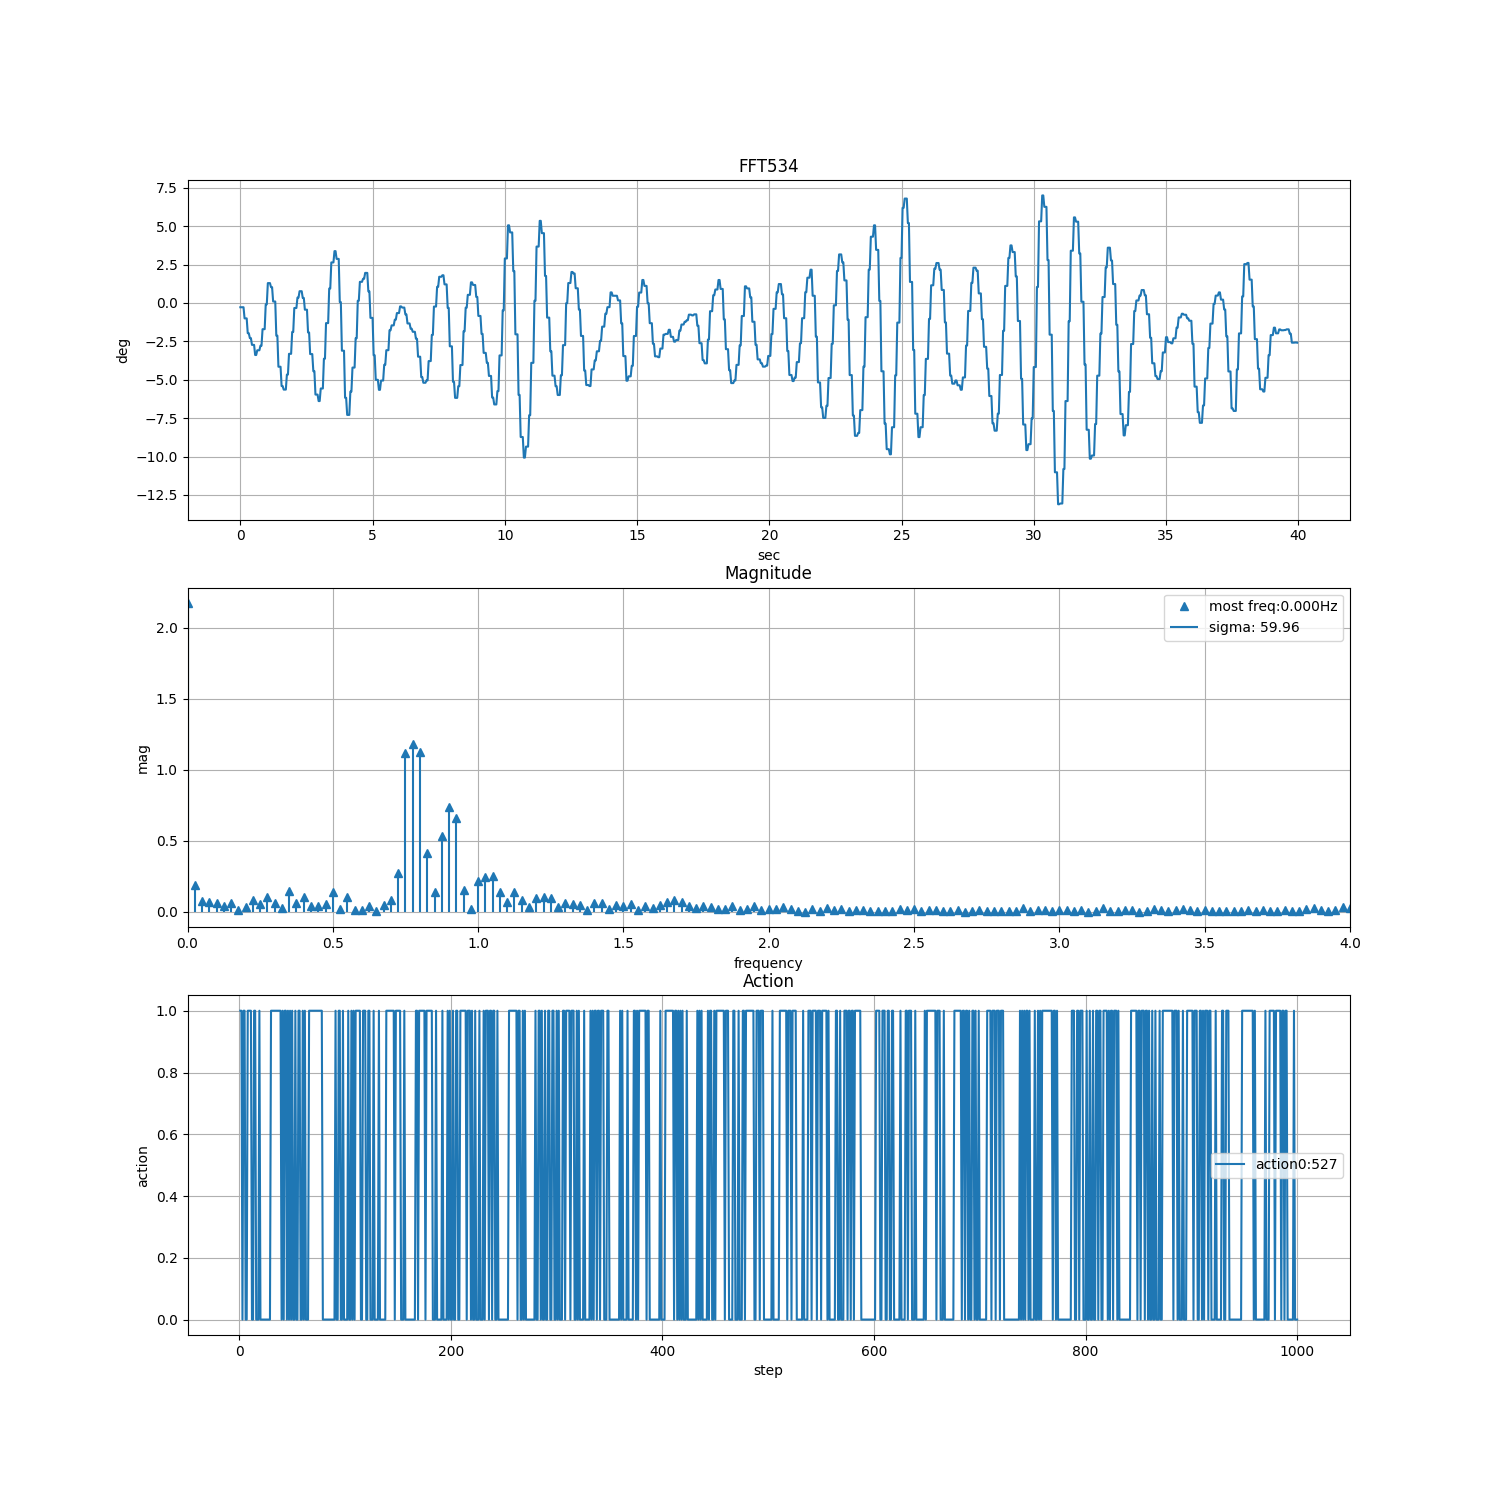 FFT534
7.5
5.0
2.5
0.0
−2.5
−5.0
−7.5
−10.0
−12.5
deg
0 5 10 15 20 25 30 35 40
sec
Magnitude
most freq:0.000Hz
sigma: 59.96
2.0
1.5
1.0
0.5
0.0
mag
0.0 0.5 1.0 1.5 2.0 2.5 3.0 3.5 4.0
frequency
Action
1.0
0.8
0.6
0.4
0.2
0.0
action
action0:527
0 200 400 600 800 1000
step